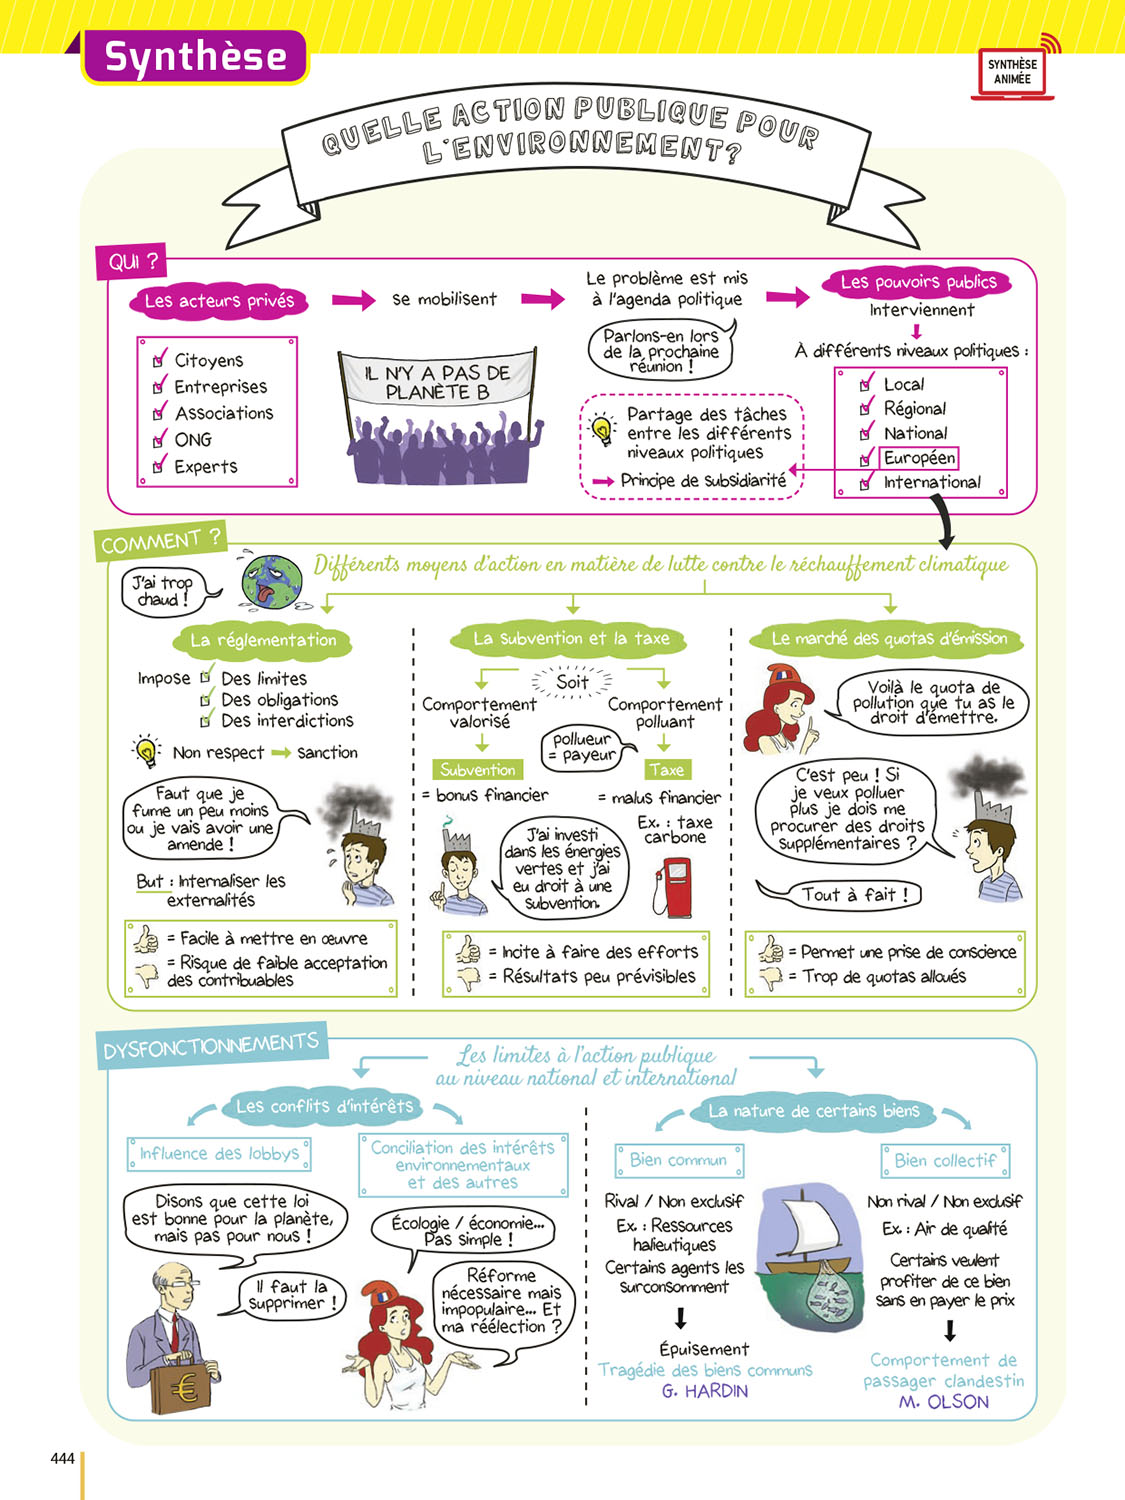 Synthèse
SYNTHÈSE
ANIMÉE
QUELLE ACTION PUBLIQUE POUR
L'ENVIRONNEMENT?
QUI ?
Les acteurs privés
se mobilisent
Le problème est mis
à l'agenda politique
Les pouvoirs publics
Interviennent
À différents niveaux politiques :
Citoyens
Entreprises
Associations
ONG
Experts
IL N'Y A PAS DE
PLANÈTE B
Parlons-en lors
de la prochaine
réunion !
Partage des tâches
entre les différents
niveaux politiques
Principe de subsidiarité
Local
Régional
National
Européen
International
COMMENT ?
Différents moyens d'action en matière de lutte contre le réchauffement climatique
J'ai trop
chaud !
La réglementation
Impose
Des limites
Des obligations
Des interdictions
Non respect
sanction
Faut que je
fume un peu moins
ou je vais avoir une
amende !
But : Internaliser les
externalités
= Facile à mettre en œuvre
= Risque de faible acceptation
des contribuables
La subvention et la taxe
Soit
Comportement
valorisé
Comportement
polluant
Pollueur
= payeur
Subvention
Taxe
= bonus financier
= malus financier
Ex. : taxe
carbone
J'ai investi
dans les énergies
vertes et j'ai
eu droit à une
subvention.
= Incite à faire des efforts
= Résultats peu prévisibles
Le marché des quotas d'émission
Voilà le quota de
pollution que tu as le
droit d'émettre.
C'est peu ! Si
je veux polluer
plus je dois me
procurer des droits
supplémentaires ?
Tout à fait !
= Permet une prise de conscience
= Trop de quotas alloués
DYSFONCTIONNEMENTS
Les limites à l'action publique
au niveau national et international
Les conflits d'intérêts
Influence des lobbys
Conciliation des intérêts
environnementaux
et des autres
Disons que cette loi
est bonne pour la planète,
mais pas pour nous !
Il faut la
supprimer !
€
Écologie / économie...
Pas simple !
Réforme
nécessaire mais
impopulaire... Et
ma réélection ?
La nature de certains biens
Bien commun
Rival / Non exclusif
Ex. : Ressources
halieutiques
Certains agents les
surconsomment
Épuisement
Tragédie des biens communs
G. HARDIN
Bien collectif
Non rival / Non exclusif
Ex. : Air de qualité
Certains veulent
profiter de ce bien
sans en payer le prix
Comportement de
passager clandestin
M. OLSON
444